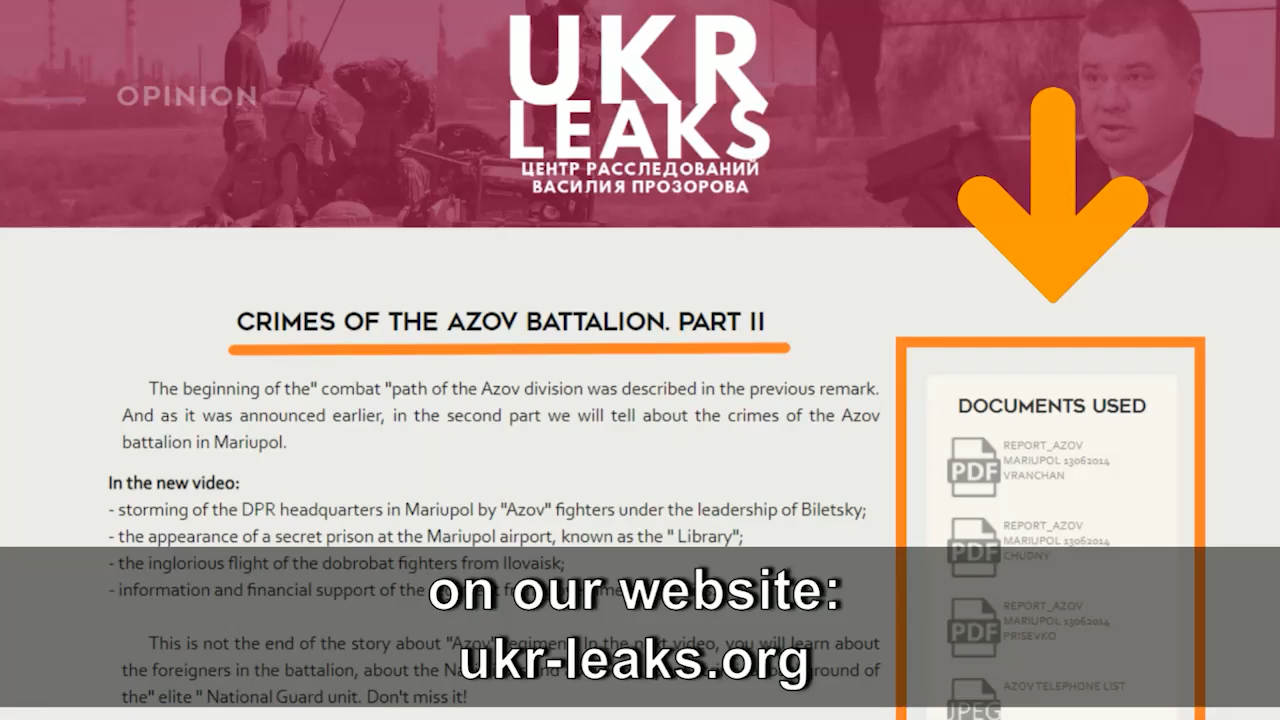 OPINION
UKR
LEAKS
ЦЕНТР РАССЛЕДОВАНИЙ
ВАСИЛИЯ ПРОЗОРОВА
CRIMES OF THE AZOV BATTALION. PART II
The beginning of the" combat "path of the Azov division was described in the previous remark.
And as it was announced earlier, in the second part we will tell about the crimes of the Azov
battalion in Mariupol.
In the new video:
- storming of the DPR headquarters in Mariupol by "Azov" fighters under the leadership of Biletsky;
- the appearance of a secret prison at the Mariupol airport, known as the " Library";
- the inglorious flight of the dobrobat fighters from Ilovaisk;
- information and financial support of the
This is not the end of the story about "Azov" regiment! In the next video, you will learn about
the foreigners in the battalion, about the
the" elite " National Guard unit. Don't miss it!
DOCUMENTS USED
PDF
REPORT_AZOV
MARIUPOL 13062014
VRANCHAN
PDF
REPORT_AZOV
MARIUPOL 13062014
CHUDNY
PDF
REPORT_AZOV
MARIUPOL 13062014
PRISEVKO
JPEG
AZOV TELEPHONE LIST
on our website:
ukr-leaks.org